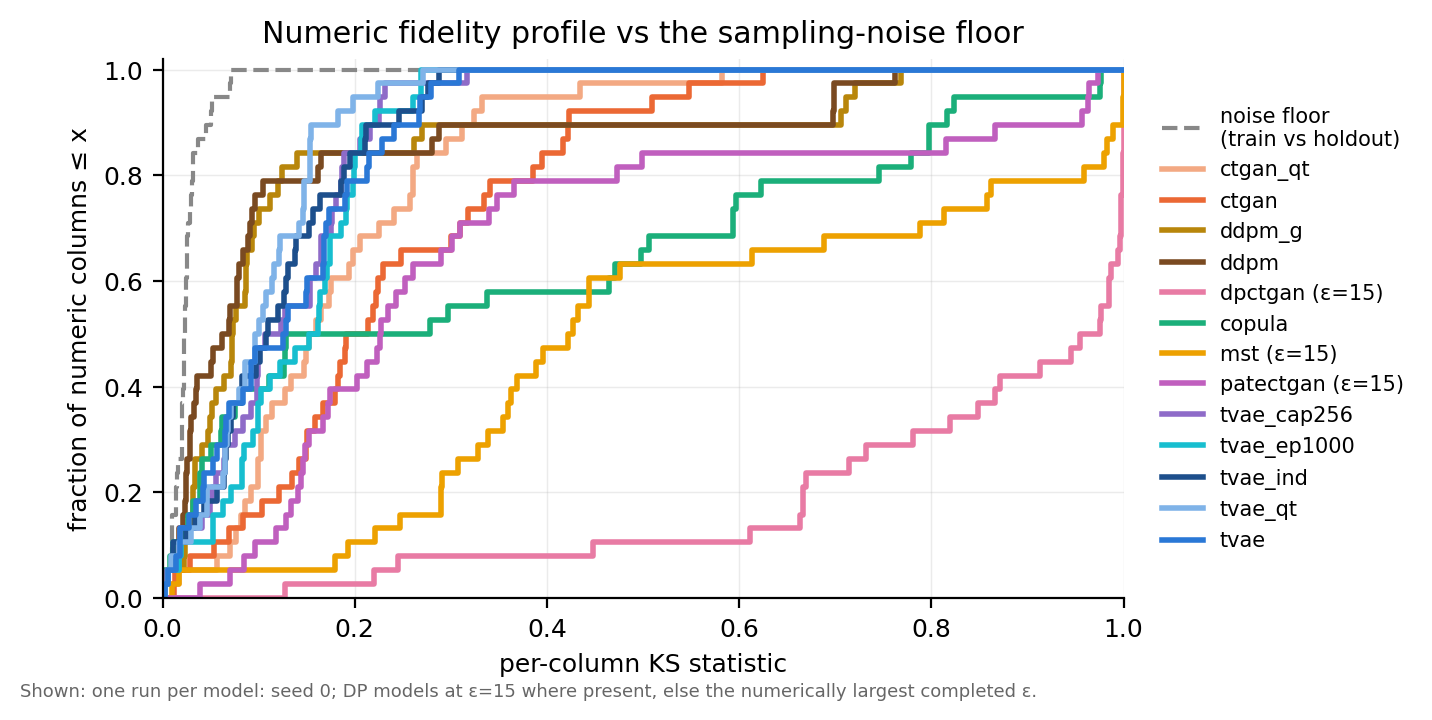 Numeric fidelity profile vs the sampling-noise floor
fraction of numeric columns ≤ x
1.0
0.8
0.6
0.4
0.2
0.0
0.0
0.2
0.4
0.6
0.8
1.0
per-column KS statistic
noise floor
(train vs holdout)
ctgan_qt
ctgan
ddpm_g
ddpm
dpctgan (ε=15)
copula
mst (ε=15)
patectgan (ε=15)
tvae_cap256
tvae_ep1000
tvae_ind
tvae_qt
tvae
Shown: one run per model: seed 0; DP models at ε=15 where present, else the numerically largest completed ε.